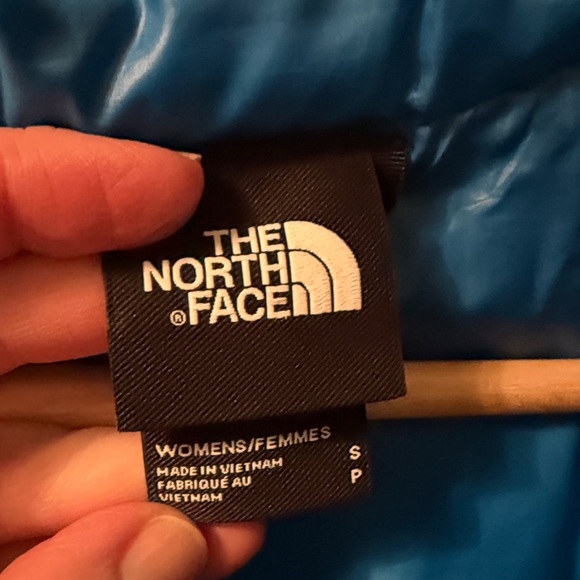 THE
NORTH
® FACE
WOMENS/FEMMES
S
MADE IN VIETNAM
P
FABRIQUÉ AU
VIETNAM